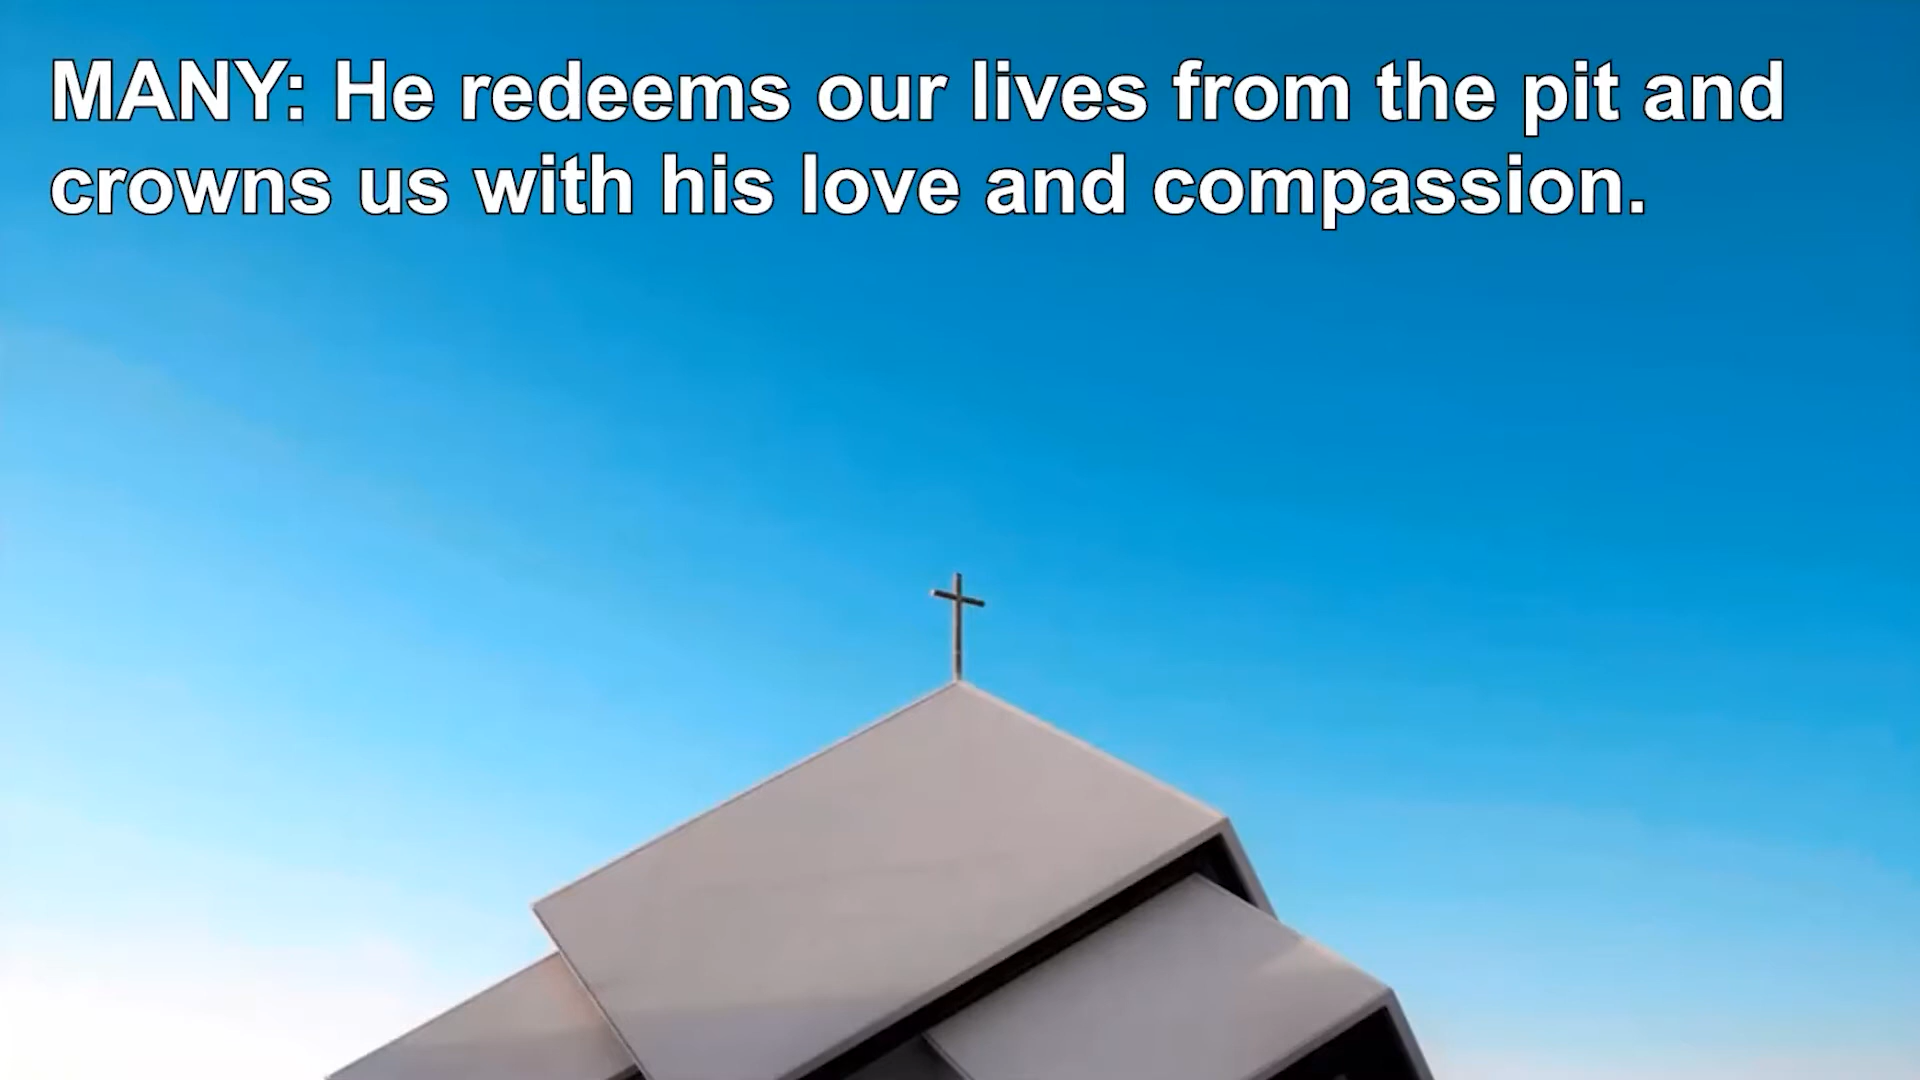 MANY: He redeems our lives from the pit and
crowns us with his love and compassion.